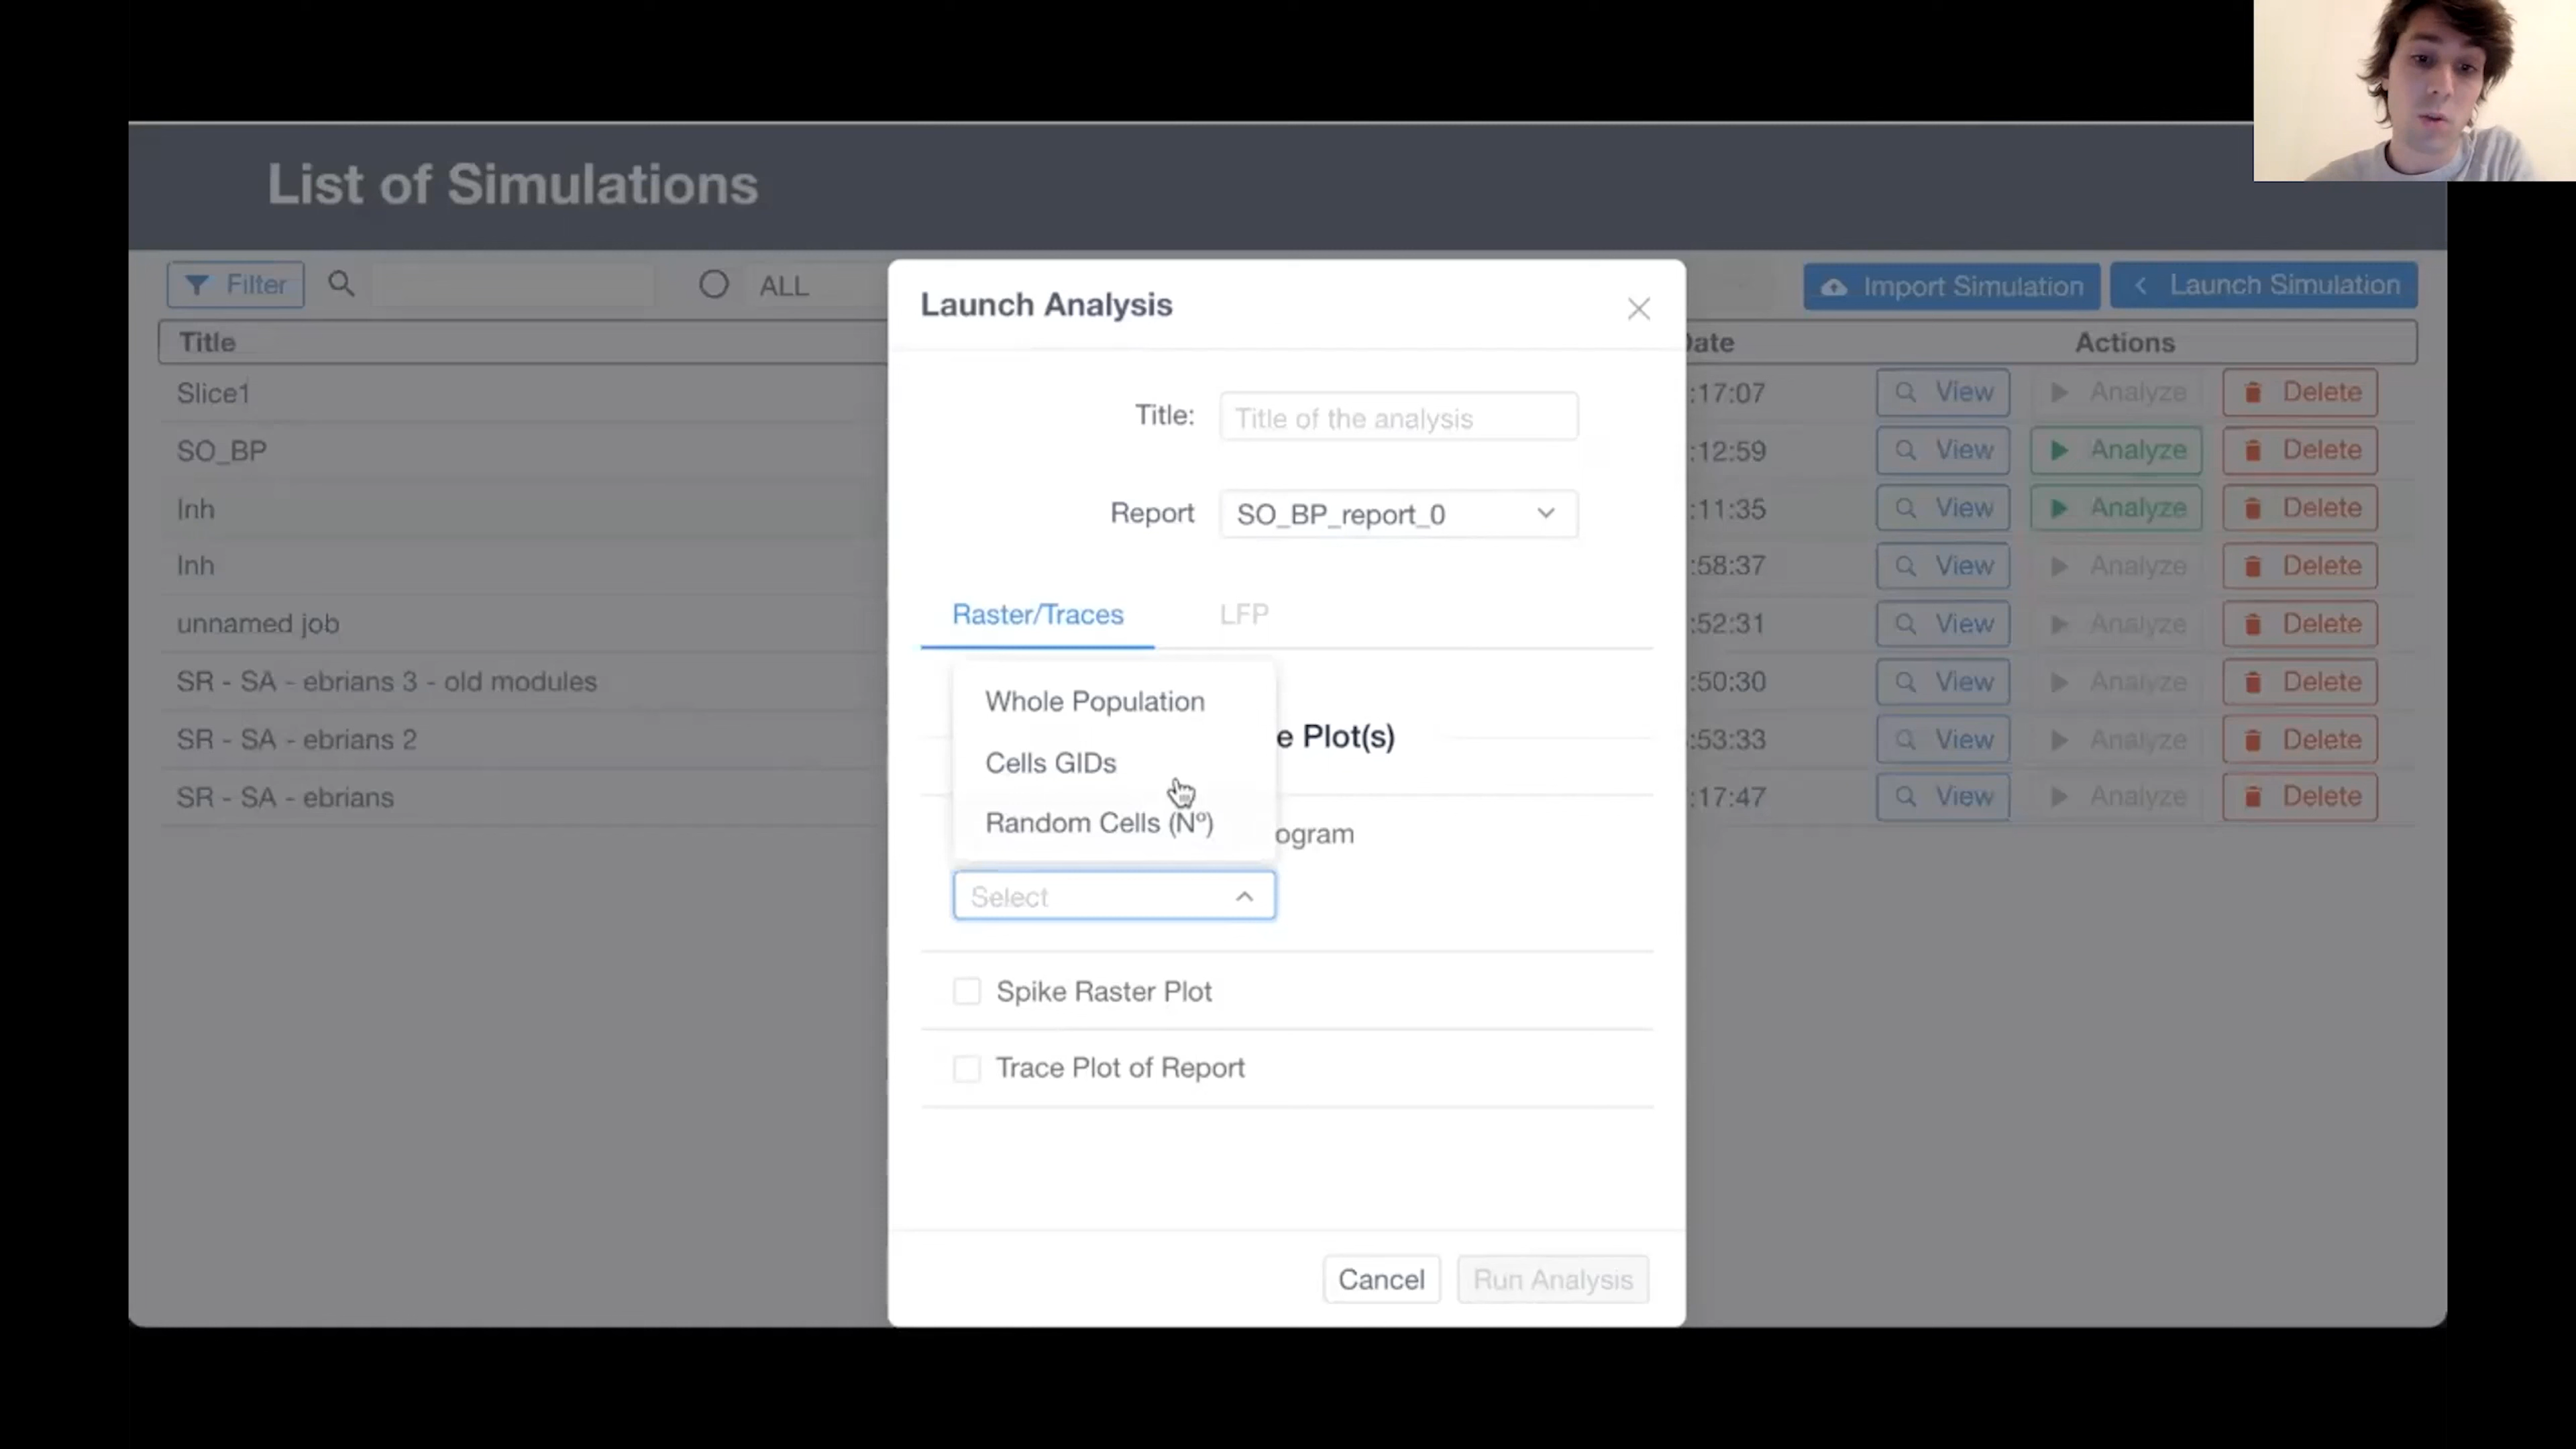 List of Simulations
Filter
ALL
Import Simulation
Launch Simulation
Title
Date
Actions
Slice1
:17:07
View
Analyze
Delete
SO_BP
:12:59
View
Analyze
Delete
Inh
:11:35
View
Analyze
Delete
Inh
:58:37
View
Analyze
Delete
unnamed job
:52:31
View
Analyze
Delete
SR - SA - ebrians 3 - old modules
:50:30
View
Analyze
Delete
SR - SA - ebrians 2
:53:33
View
Analyze
Delete
SR - SA - ebrians
:17:47
View
Analyze
Delete
Launch Analysis
Title:
Title of the analysis
Report
SO_BP_report_0
Raster/Traces
LFP
Whole Population
Cells GIDs
Random Cells (Nº)
e Plot(s)
ogram
Select
Spike Raster Plot
Trace Plot of Report
Cancel
Run Analysis